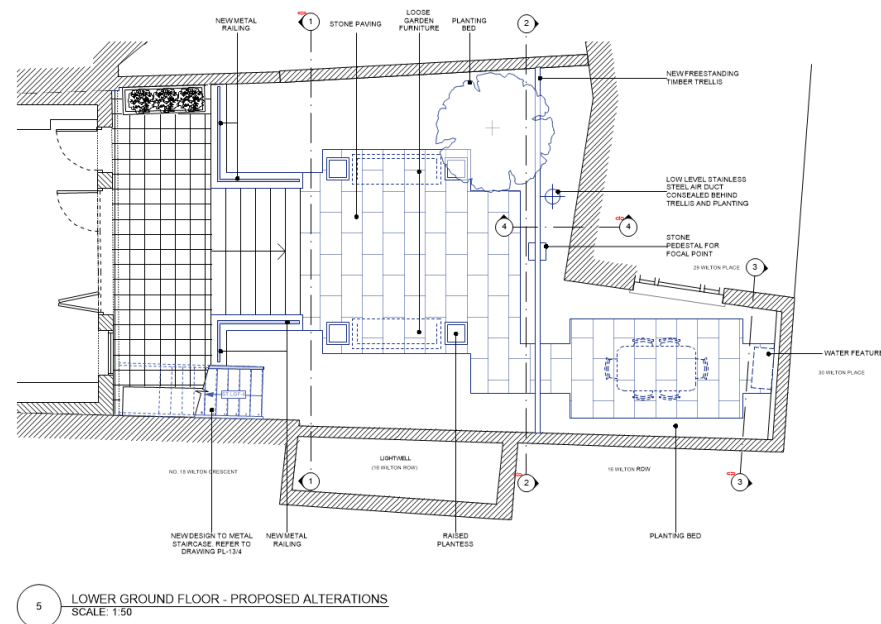 NEW METAL
RAILING
1
STONE PAVING
LOOSE
GARDEN
FURNITURE
PLANTING
BED
2
NEW FREESTANDING
TIMBER TRELLIS
LOW LEVEL STAINLESS
STEEL AIR DUCT
CONSEALED BEHIND
TRELLIS AND PLANTING
4
4
STONE
PEDESTAL FOR
FOCAL POINT
29 WILTON PLACE
3
WATER FEATURE
30 WILTON PLACE
LIGHTWELL
(16 WILTON ROW)
NO. 18 WILTON CRESCENT
16 WILTON ROW
1
2
3
NEW DESIGN TO METAL
STAIRCASE. REFER TO
DRAWING PL-13/4
NEW METAL
RAILING
RAISED
PLANTESS
PLANTING BED
5
LOWER GROUND FLOOR - PROPOSED ALTERATIONS
SCALE: 1:50